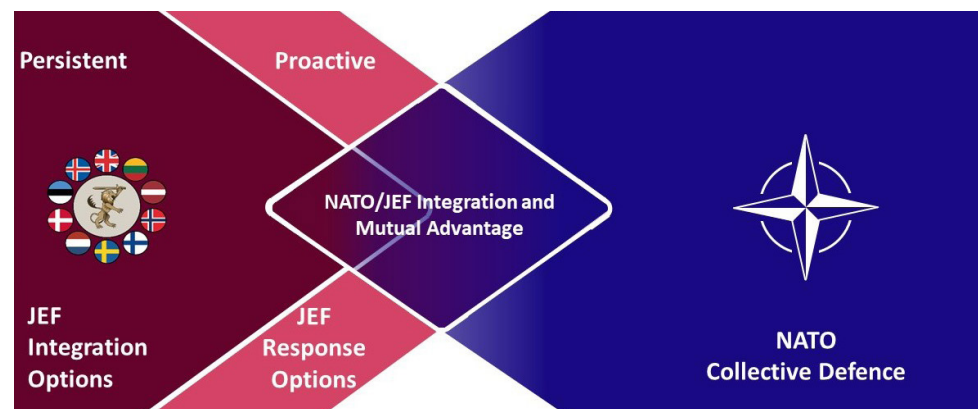 Persistent
Proactive
NATO/JEF Integration and
Mutual Advantage
JEF
Integration
Options
JEF
Response
Options
NATO
Collective Defence